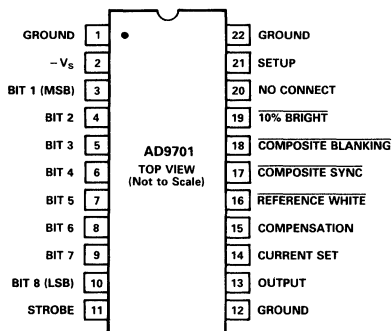 GROUND 1 22 GROUND
–Vs 2 21 SETUP
BIT 1 (MSB) 3 20 NO CONNECT
BIT 2 4 19 10% BRIGHT
BIT 3 5 18 COMPOSITE BLANKING
BIT 4 6 17 COMPOSITE SYNC
BIT 5 7 16 REFERENCE WHITE
BIT 6 8 15 COMPENSATION
BIT 7 9 14 CURRENT SET
BIT 8 (LSB) 10 13 OUTPUT
STROBE 11 12 GROUND
AD9701
TOP VIEW
(Not to Scale)